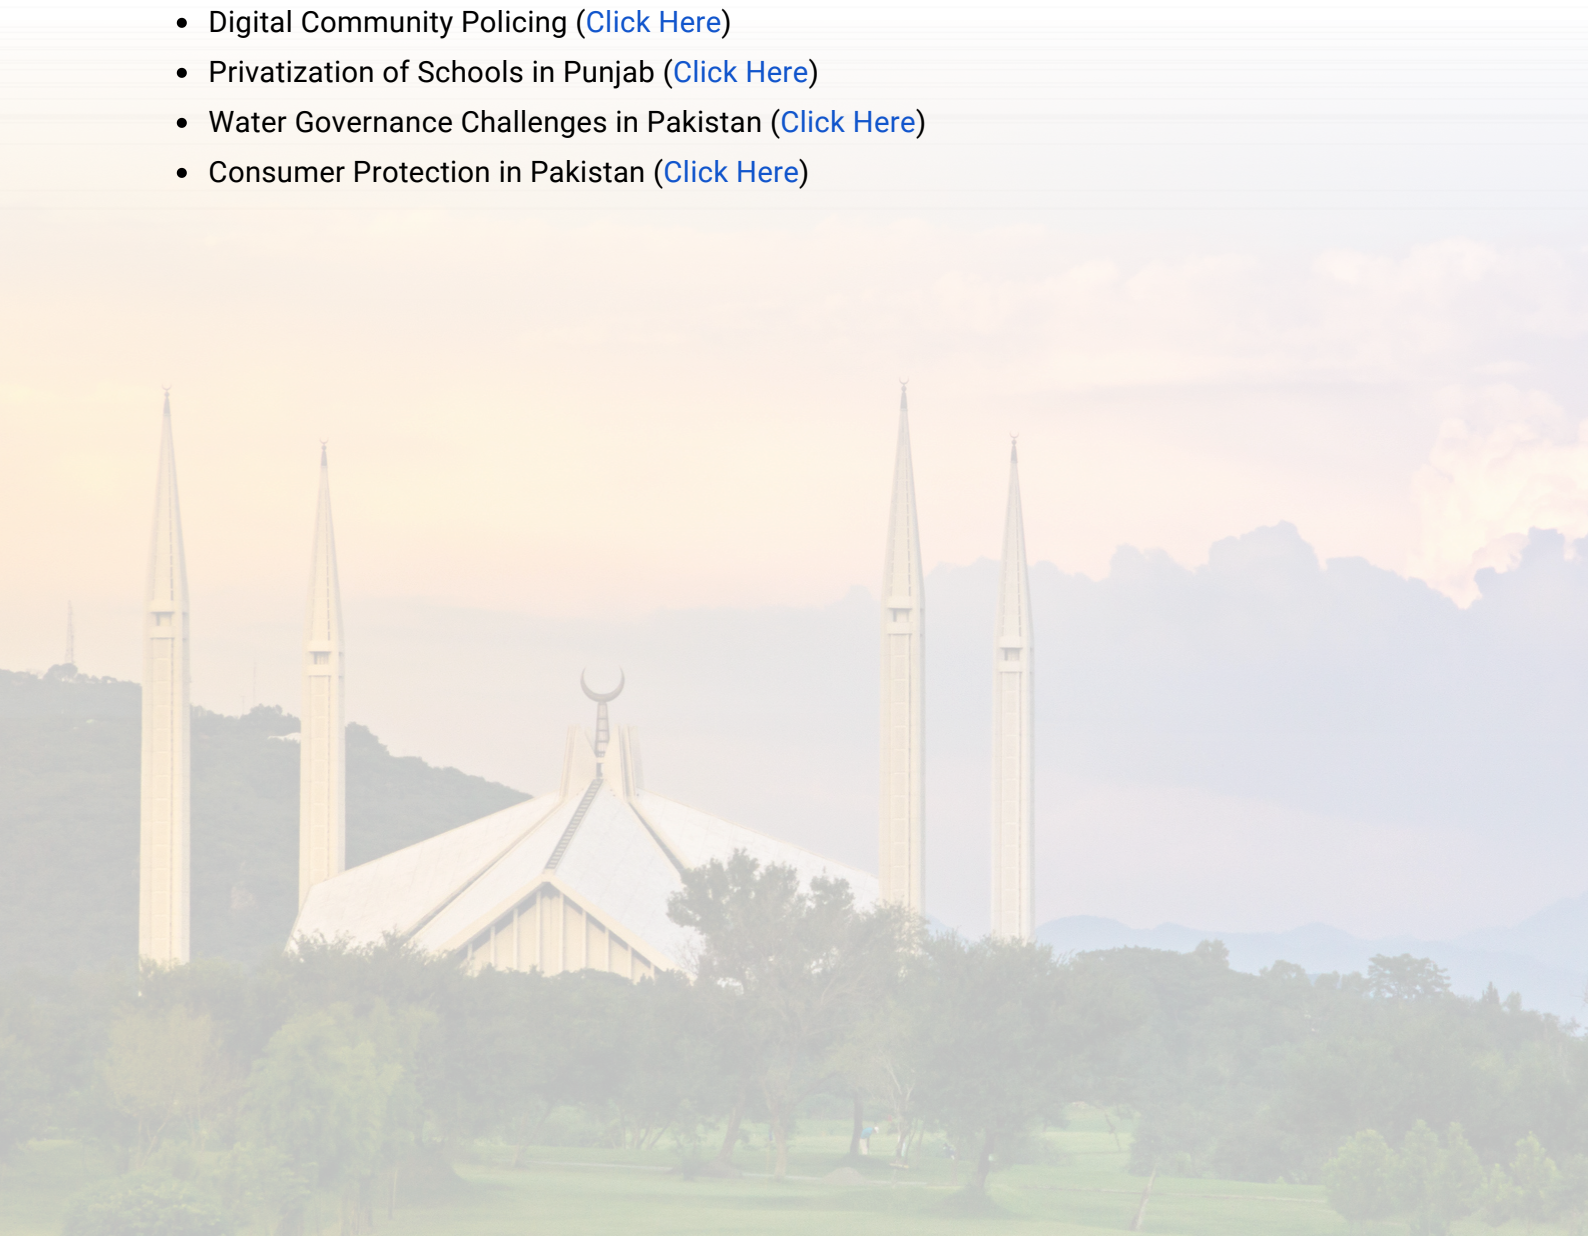 • Digital Community Policing (Click Here)
• Privatization of Schools in Punjab (Click Here)
• Water Governance Challenges in Pakistan (Click Here)
• Consumer Protection in Pakistan (Click Here)